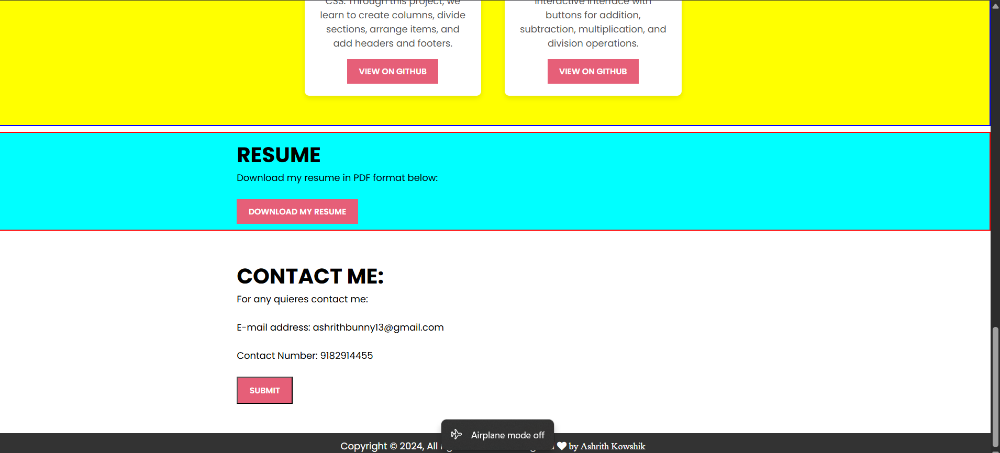 CSS. Through this project, we
learn to create columns, divide
sections, arrange items, and
add headers and footers.
VIEW ON GITHUB
interactive interface with
buttons for addition,
subtraction, multiplication, and
division operations.
VIEW ON GITHUB
RESUME
Download my resume in PDF format below:
DOWNLOAD MY RESUME
CONTACT ME:
For any quieres contact me:
E-mail address: ashrithbunny13@gmail.com
Contact Number: 9182914455
SUBMIT
Airplane mode off
Copyright © 2024, All by Ashrith Kowshik